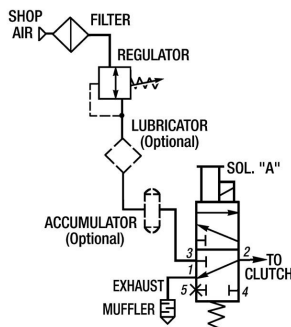 SHOP
AIR
FILTER
REGULATOR
LUBRICATOR
(Optional)
SOL. "A"
ACCUMULATOR
(Optional)
3
2
TO
CLUTCH
1
EXHAUST
5
4
MUFFLER